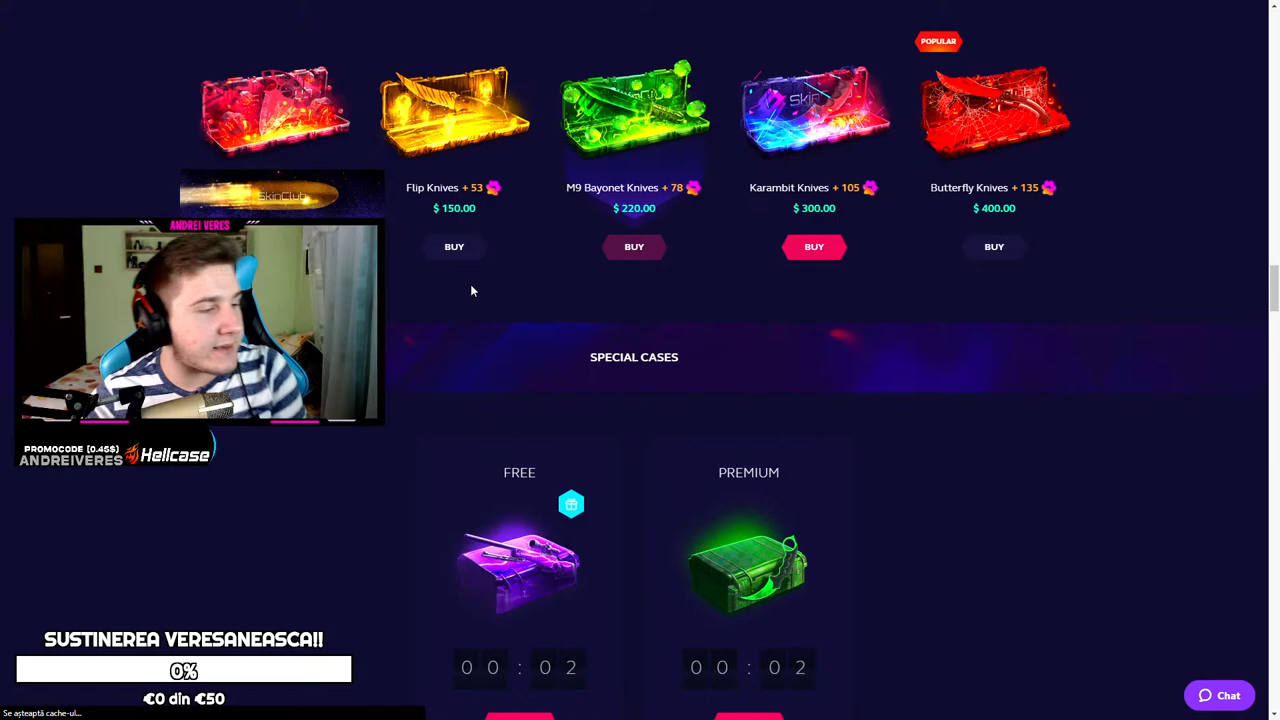 POPULAR
Flip Knives + 53
M9 Bayonet Knives + 78
Karambit Knives + 105
Butterfly Knives + 135
$ 150.00
$ 220.00
$ 300.00
$ 400.00
SkinClub
ANDREI VERES
BUY
BUY
BUY
BUY
SPECIAL CASES
PROMOCODE [0.45$]
ANDREIVERES
Hellcase
FREE
PREMIUM
SUSTINEREA VERESANEASCA!!
0%
€0 din €50
00:02
00:02
Chat
Se așteaptă cache-ul...